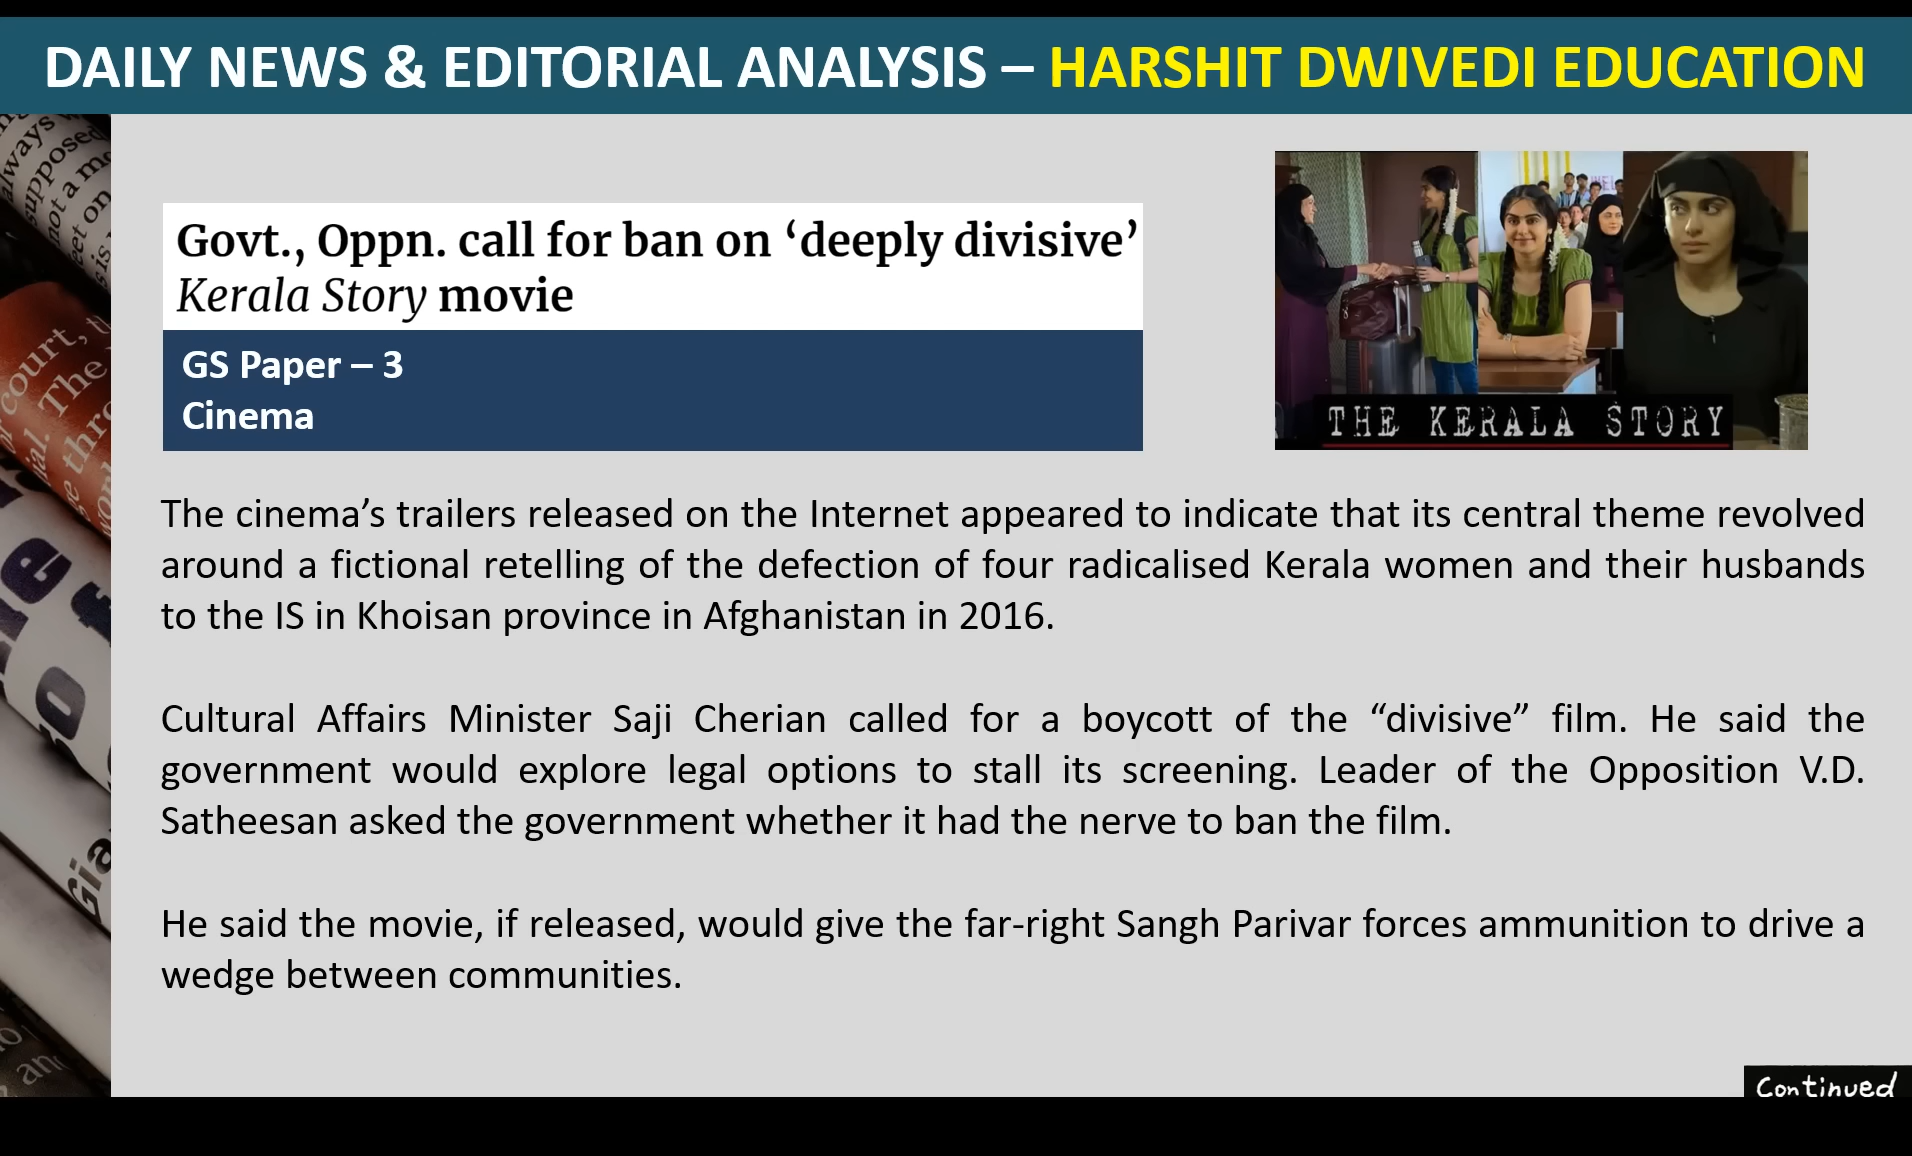 DAILY NEWS & EDITORIAL ANALYSIS – HARSHIT DWIVEDI EDUCATION
Govt., Oppn. call for ban on ‘deeply divisive’
Kerala Story movie
GS Paper – 3
Cinema
THE KERALA STORY
The cinema’s trailers released on the Internet appeared to indicate that its central theme revolved
around a fictional retelling of the defection of four radicalised Kerala women and their husbands
to the IS in Khoisan province in Afghanistan in 2016.
Cultural Affairs Minister Saji Cherian called for a boycott of the “divisive” film. He said the
government would explore legal options to stall its screening. Leader of the Opposition V.D.
Satheesan asked the government whether it had the nerve to ban the film.
He said the movie, if released, would give the far-right Sangh Parivar forces ammunition to drive a
wedge between communities.
Continued